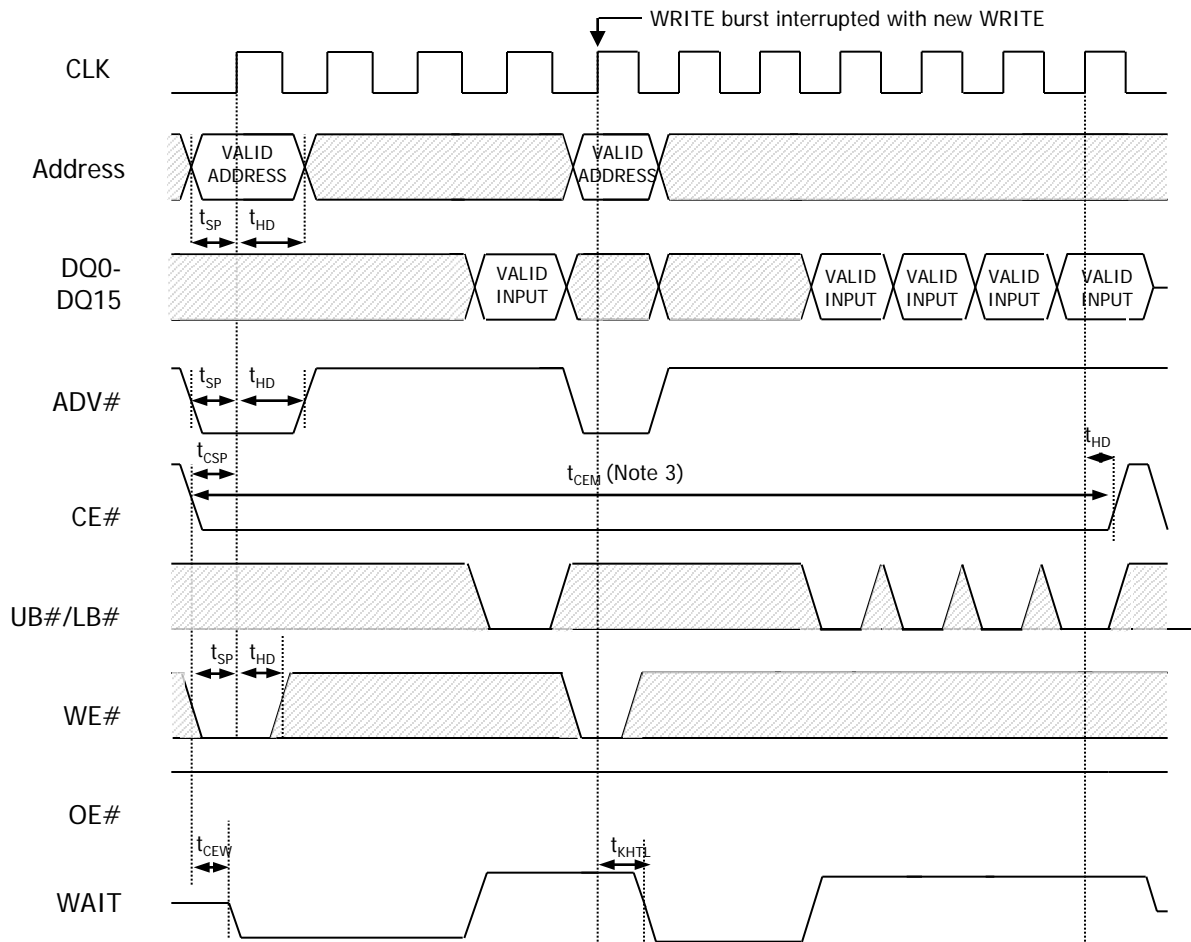 WRITE burst interrupted with new WRITE
CLK
Address
VALID
ADDRESS
VALID
ADDRESS
tSP
tHD
DQ0-
DQ15
VALID
INPUT
VALID
INPUT
VALID
INPUT
VALID
INPUT
VALID
INPUT
ADV#
tSP
tHD
CE#
tCSP
tCEM (Note 3)
tHD
UB#/LB#
WE#
tSP
tHD
OE#
WAIT
tCEW
tKHTL